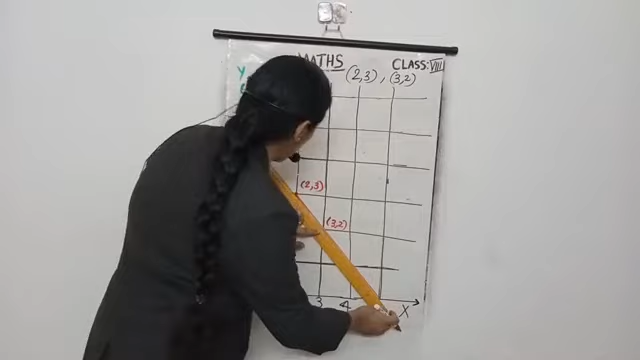 MATHS
CLASS: VIII
(2,3), (3,2)
Y
(2,3)
(3,2)
3 4
X